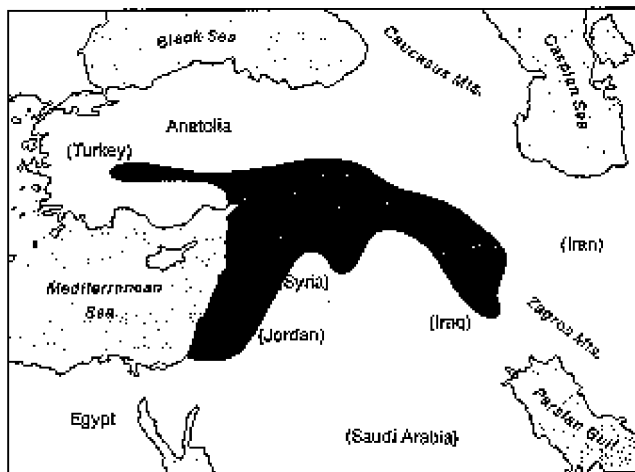 Black Sea
Caucasus Mts.
Caspian Sea
Anatolia
(Turkey)
(Iran)
Mediterranean
Sea
(Syria)
(Jordan)
(Iraq)
Zagros Mts.
Egypt
(Saudi Arabia)
Persian Gulf